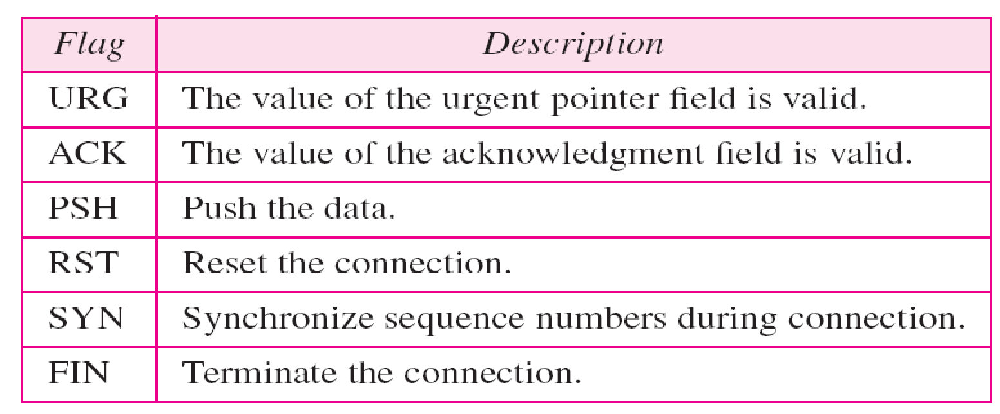 Flag Description
URG The value of the urgent pointer field is valid.
ACK The value of the acknowledgment field is valid.
PSH Push the data.
RST Reset the connection.
SYN Synchronize sequence numbers during connection.
FIN Terminate the connection.